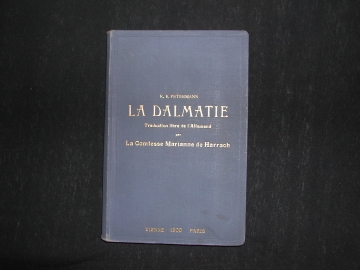 R. E. PETERMANN
LA DALMATIE
Traduction libre de l'Allemand
par
La Comtesse Marianne de Harrach
VIENNE PARIS